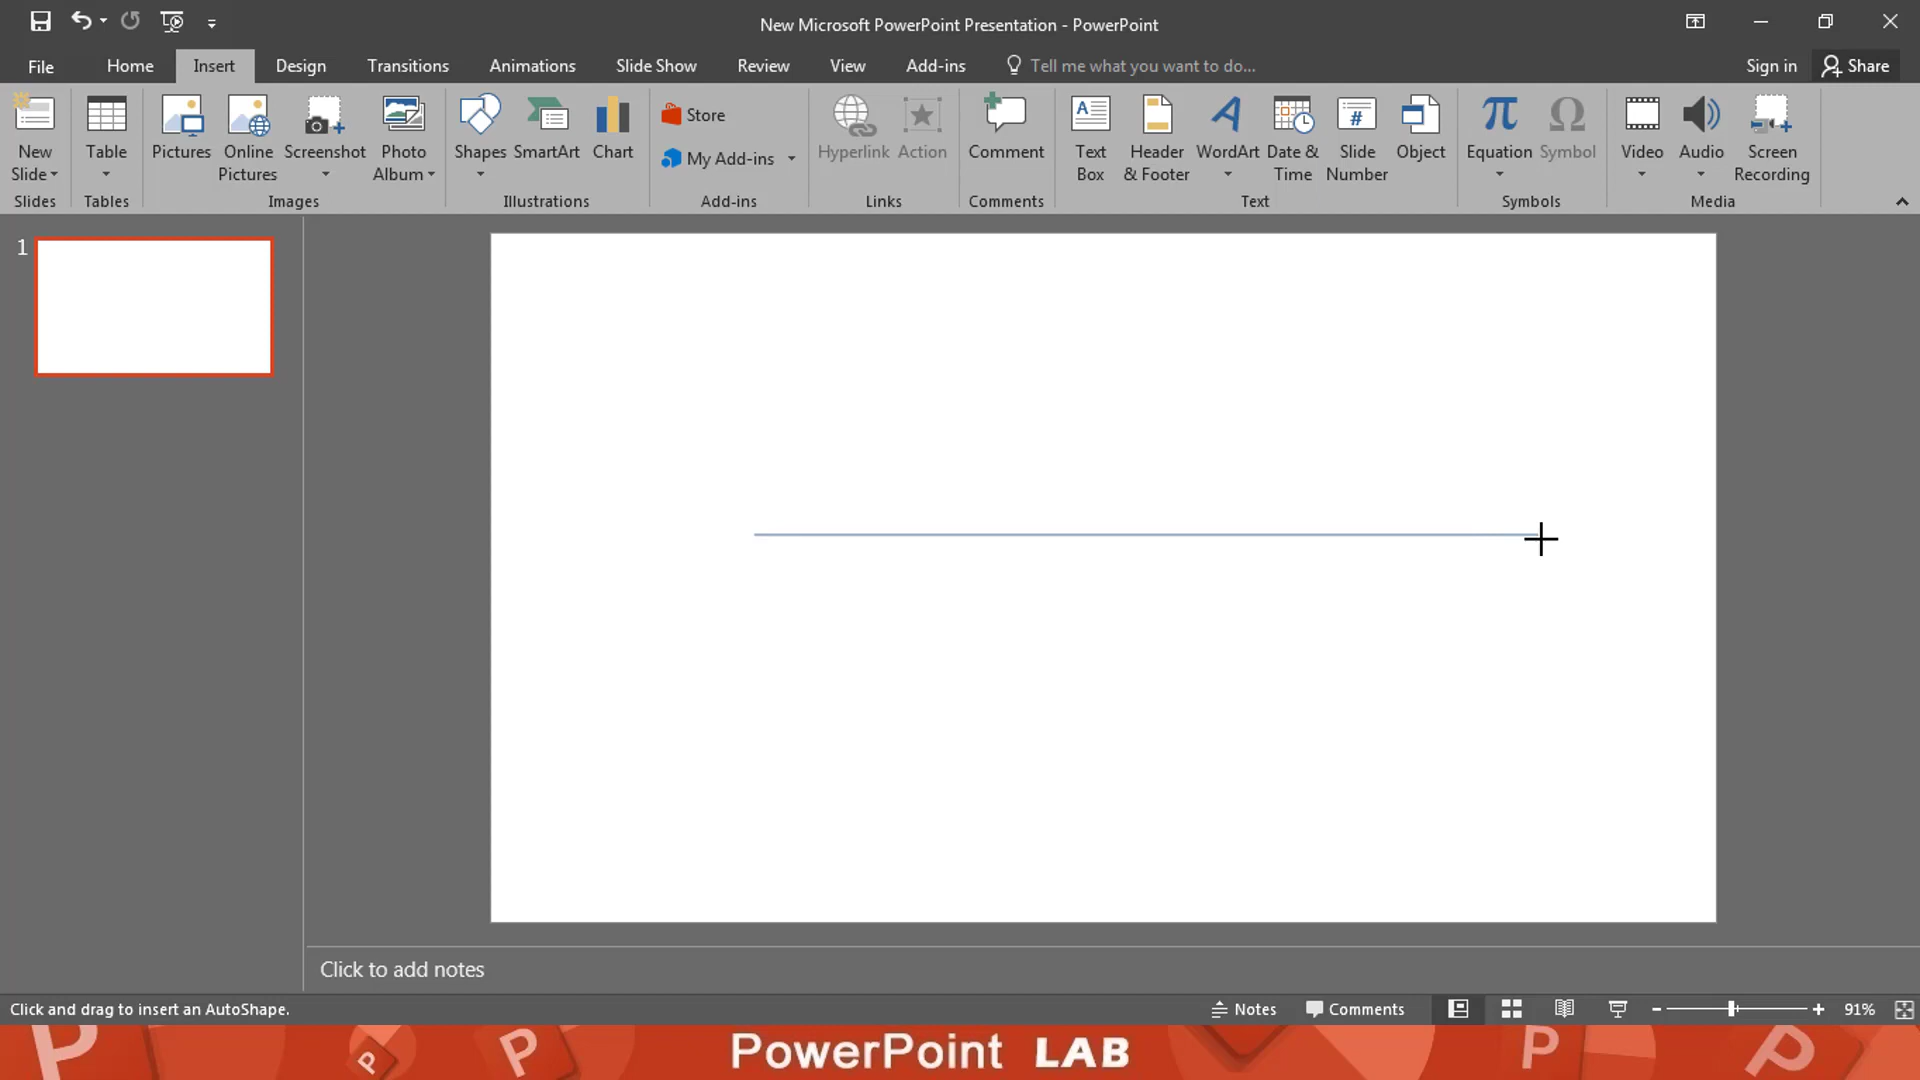 New Microsoft PowerPoint Presentation - PowerPoint
File Home Insert Design Transitions Animations Slide Show Review View Add-ins Tell me what you want to do... Sign in Share
New Slide
Table
Pictures
Online Pictures
Screenshot
Photo Album
Shapes
SmartArt
Chart
Store
My Add-ins
Hyperlink
Action
Comment
Text Box
Header & Footer
WordArt
Date & Time
Slide Number
Object
Equation
Symbol
Video
Audio
Screen Recording
Slides Tables Images Illustrations Add-ins Links Comments Text Symbols Media
1
Click to add notes
Click and drag to insert an AutoShape. Notes Comments 91%
PowerPoint LAB